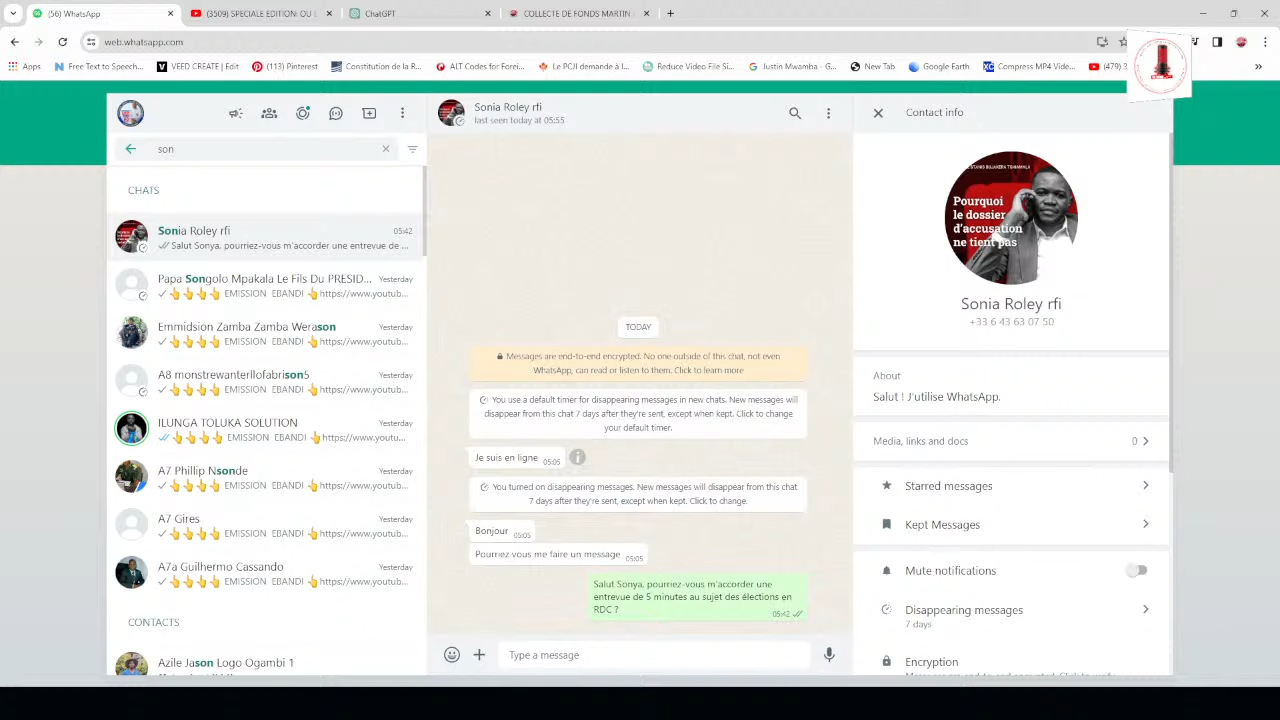 (56) WhatsApp
(3509) SPECIALE EDITION: OU L
ChatGPT
COLLECTE DE FONDS MARTIN
web.whatsapp.com
Apps
Free Text to Speech...
VEED CREATE | Edit
(113) Pinterest
Constitution de la R...
ALT Codes for Forei...
Le PCJI demande à l...
Reduce Video File Si...
Justin Mwamba - G...
New Tab
Google Earth
Compress MP4 Vide...
(479)
son
CHATS
Sonia Roley rfi
05:42
Salut Sonya, pourriez-vous m'accorder une entrevue de ...
Papa Songolo Mpakala Le Fils Du PRESID...
Yesterday
👆👆👆👆 EMISSION EBANDI 👆https://www.youtub...
Emmidsion Zamba Zamba Werason
Yesterday
👆👆👆👆 EMISSION EBANDI 👆https://www.youtub...
A8 monstrewanterllofabrison5
Yesterday
👆👆👆👆 EMISSION EBANDI 👆https://www.youtub...
ILUNGA TOLUKA SOLUTION
Yesterday
👆👆👆👆 EMISSION EBANDI 👆https://www.youtu...
A7 Phillip Nsonde
Yesterday
👆👆👆👆 EMISSION EBANDI 👆https://www.youtub...
A7 Gires
Yesterday
👆👆👆👆 EMISSION EBANDI 👆https://www.youtub...
A7a Guilhermo Cassando
Yesterday
👆👆👆👆 EMISSION EBANDI 👆https://www.youtub...
CONTACTS
Azile Jason Logo Ogambi 1
Sonia Roley rfi
last seen today at 05:55
TODAY
Messages are end-to-end encrypted. No one outside of this chat, not even
WhatsApp, can read or listen to them. Click to learn more
You use a default timer for disappearing messages in new chats. New messages will
disappear from this chat 7 days after they're sent, except when kept. Click to change
your default timer.
Je suis en ligne 05:05
You turned on disappearing messages. New messages will disappear from this chat
7 days after they're sent, except when kept. Click to change.
Bonjour 05:05
Pourriez vous me faire un message 05:05
Salut Sonya, pourriez-vous m'accorder une
entrevue de 5 minutes au sujet des élections en
RDC ?
05:42
Type a message
Contact info
Pourquoi
le dossier
d'accusation
ne tient pas
Sonia Roley rfi
+33 6 43 63 07 50
About
Salut ! J'utilise WhatsApp.
Media, links and docs
0
Starred messages
Kept Messages
Mute notifications
Disappearing messages
7 days
Encryption